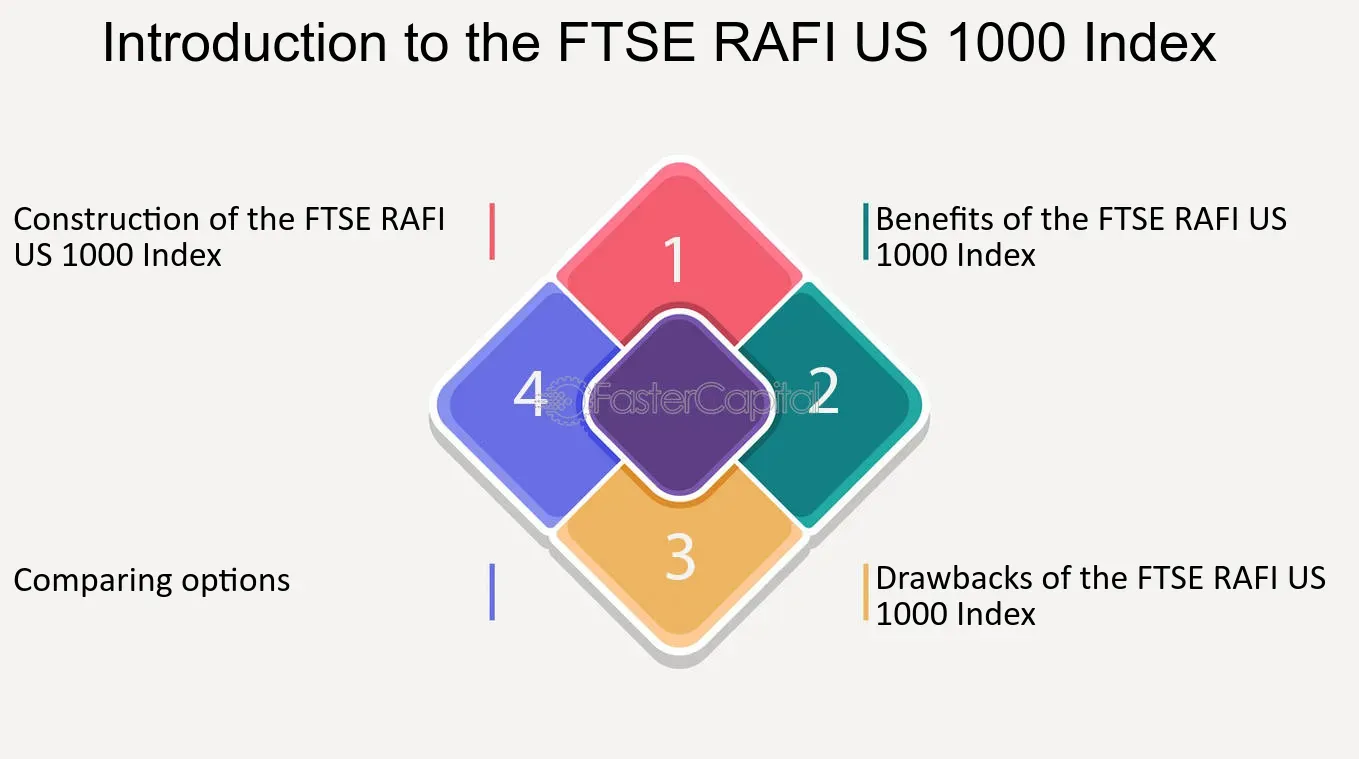 Introduction to the FTSE RAFI US 1000 Index
Construction of the FTSE RAFI
US 1000 Index
Benefits of the FTSE RAFI US
1000 Index
1
4
FasterCapital
2
3
Comparing options
Drawbacks of the FTSE RAFI US
1000 Index